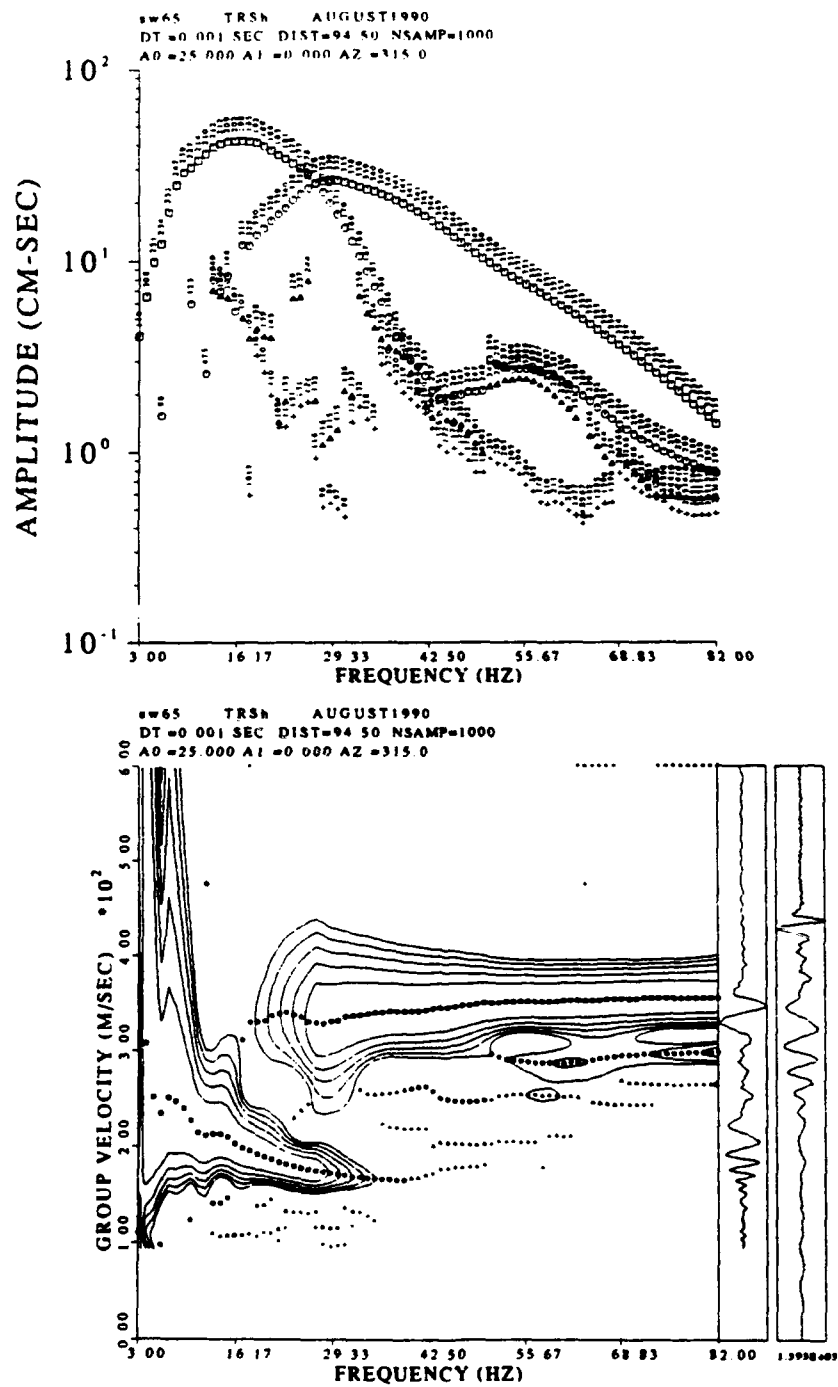 sw65 TRSh AUGUST1990
DT=0 001 SEC DIST=94 50 NSAMP=1000
A0 =25.000 A1 =0 000 AZ =315.0
10²
10¹
10⁰
10⁻¹
AMPLITUDE (CM-SEC)
3 00 16 17 29 33 42 50 55.67 68.83 82 00
FREQUENCY (HZ)
sw65 TRSh AUGUST1990
DT=0 001 SEC DIST=94 50 NSAMP=1000
A0 =25.000 A1 =0 000 AZ =315.0
6 00
5 00
4 00
3 00
2 00
1 00
0 00
GROUP VELOCITY (M/SEC) *10²
3 00 16 17 29 33 42 50 55 67 68 83 82.00
FREQUENCY (HZ)